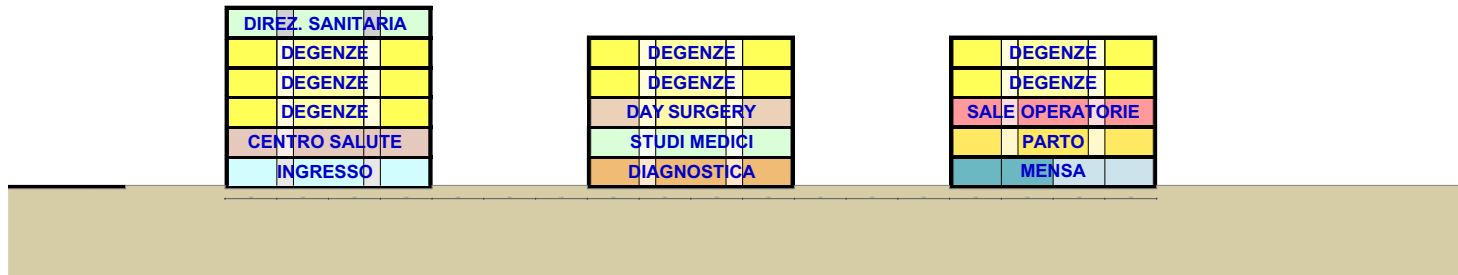 DIREZ. SANITARIA
DEGENZE
DEGENZE
DEGENZE
CENTRO SALUTE
INGRESSO
DEGENZE
DEGENZE
DAY SURGERY
STUDI MEDICI
DIAGNOSTICA
DEGENZE
DEGENZE
SALE OPERATORIE
PARTO
MENSA